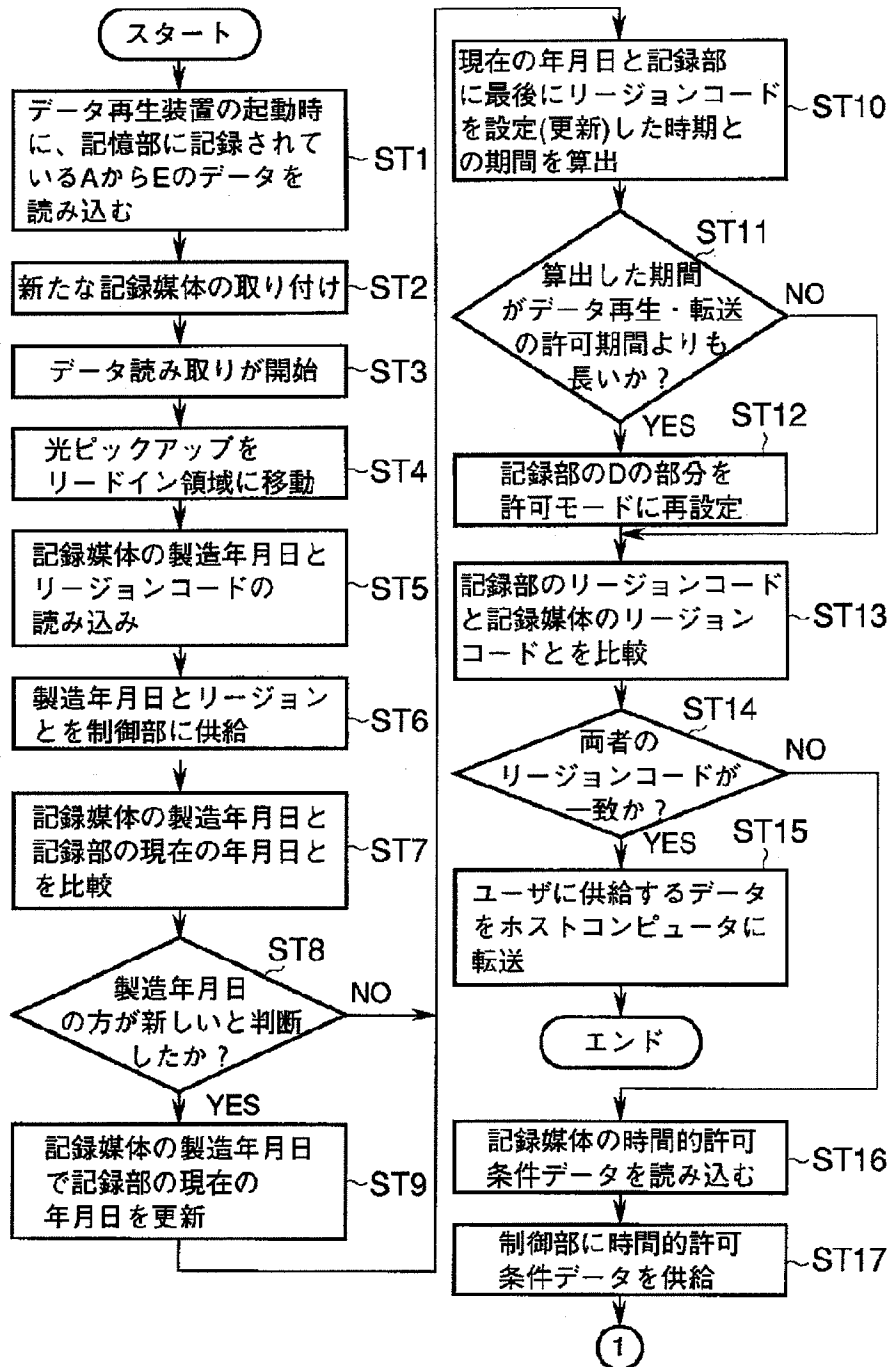 スタート
データ再生装置の起動時
に、記憶部に記録されて
いるAからEのデータを
読み込む
ST1
新たな記録媒体の取り付け
ST2
データ読み取りが開始
ST3
光ピックアップを
リードイン領域に移動
ST4
記録媒体の製造年月日と
リージョンコードの
読み込み
ST5
製造年月日とリージョン
とを制御部に供給
ST6
記録媒体の製造年月日と
記録部の現在の年月日と
を比較
ST7
ST8
製造年月日
の方が新しいと判断
したか?
NO
YES
記録媒体の製造年月日
で記録部の現在の
年月日を更新
ST9
現在の年月日と記録部
に最後にリージョンコード
を設定(更新)した時期と
の期間を算出
ST10
ST11
算出した期間
がデータ再生・転送
の許可期間よりも
長いか?
NO
YES
ST12
記録部のDの部分を
許可モードに再設定
記録部のリージョンコード
と記録媒体のリージョン
コードとを比較
ST13
ST14
両者の
リージョンコードが
一致か?
NO
YES
ST15
ユーザに供給するデータ
をホストコンピュータに
転送
エンド
記録媒体の時間的許可
条件データを読み込む
ST16
制御部に時間的許可
条件データを供給
ST17
1